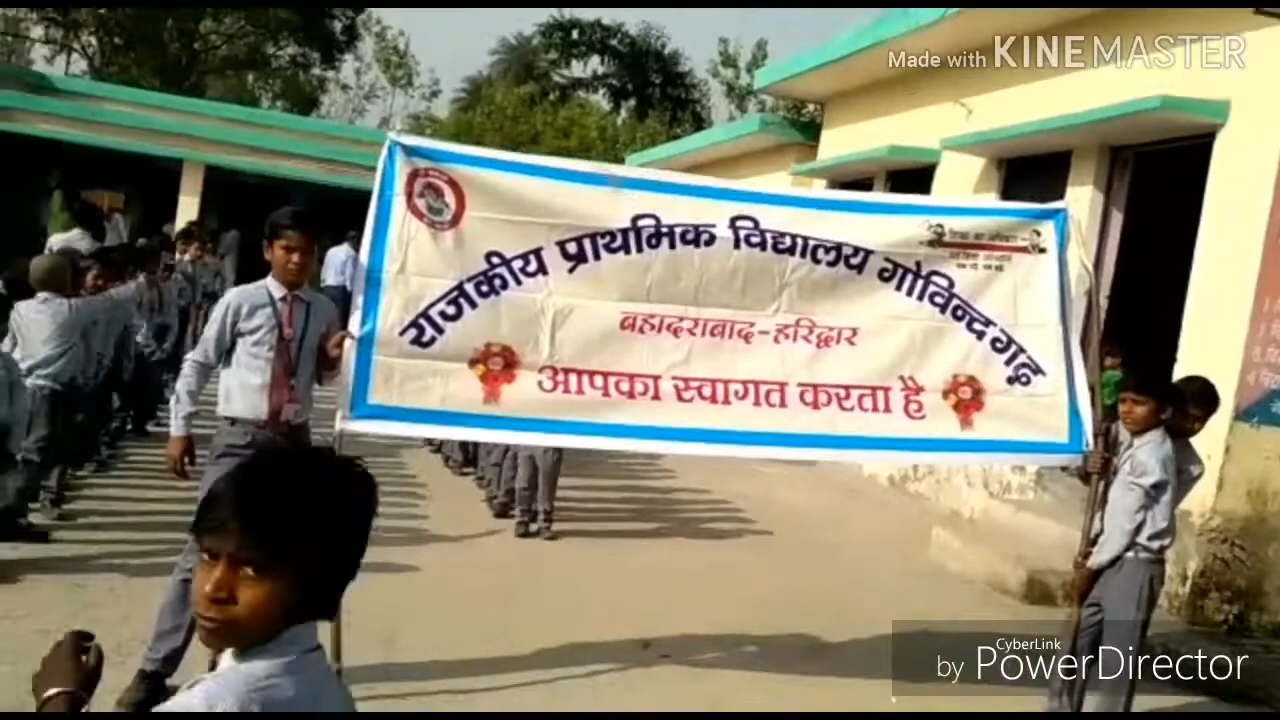 Made with KINEMASTER
राजकीय प्राथमिक विद्यालय गोविन्दगढ़
बहादराबाद-हरिद्वार
आपका स्वागत करता है
CyberLink
by PowerDirector